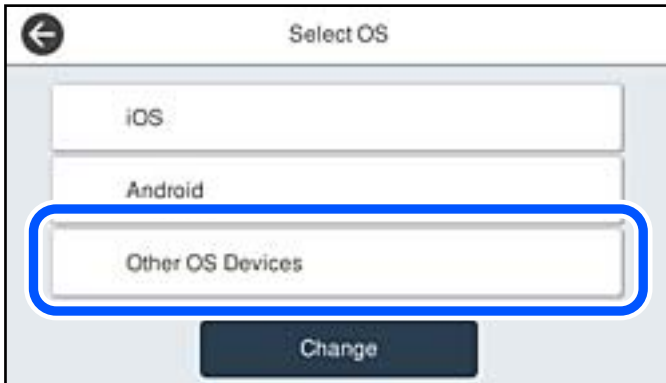 Select OS
iOS
Android
Other OS Devices
Change